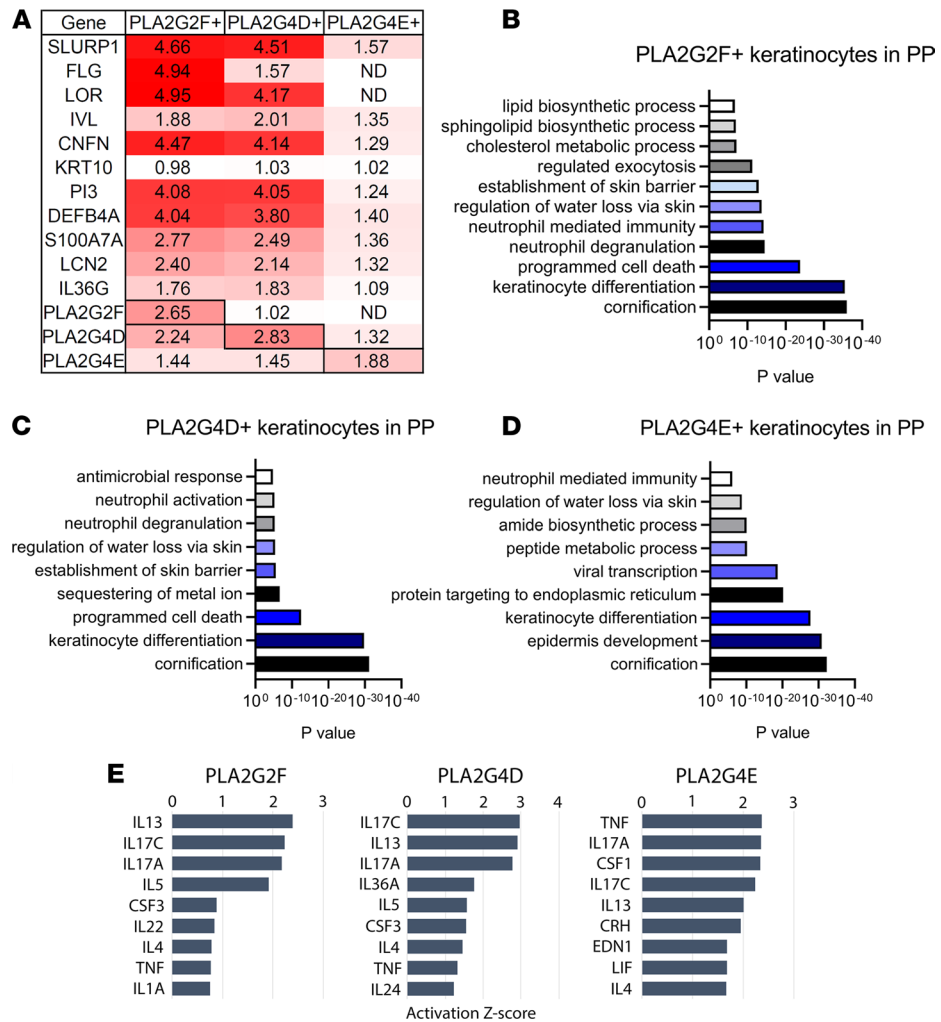 A
Gene PLA2G2F+ PLA2G4D+ PLA2G4E+
SLURP1 4.66 4.51 1.57
FLG 4.94 1.57 ND
LOR 4.95 4.17 ND
IVL 1.88 2.01 1.35
CNFN 4.47 4.14 1.29
KRT10 0.98 1.03 1.02
PI3 4.08 4.05 1.24
DEFB4A 4.04 3.80 1.40
S100A7A 2.77 2.49 1.36
LCN2 2.40 2.14 1.32
IL36G 1.76 1.83 1.09
PLA2G2F 2.65 1.02 ND
PLA2G4D 2.24 2.83 1.32
PLA2G4E 1.44 1.45 1.88
B
PLA2G2F+ keratinocytes in PP
lipid biosynthetic process
sphingolipid biosynthetic process
cholesterol metabolic process
regulated exocytosis
establishment of skin barrier
regulation of water loss via skin
neutrophil mediated immunity
neutrophil degranulation
programmed cell death
keratinocyte differentiation
cornification
10⁰ 10⁻¹⁰ 10⁻²⁰ 10⁻³⁰ 10⁻⁴⁰
P value
C
PLA2G4D+ keratinocytes in PP
antimicrobial response
neutrophil activation
neutrophil degranulation
regulation of water loss via skin
establishment of skin barrier
sequestering of metal ion
programmed cell death
keratinocyte differentiation
cornification
10⁰ 10⁻¹⁰ 10⁻²⁰ 10⁻³⁰ 10⁻⁴⁰
P value
D
PLA2G4E+ keratinocytes in PP
neutrophil mediated immunity
regulation of water loss via skin
amide biosynthetic process
peptide metabolic process
viral transcription
protein targeting to endoplasmic reticulum
keratinocyte differentiation
epidermis development
cornification
10⁰ 10⁻¹⁰ 10⁻²⁰ 10⁻³⁰ 10⁻⁴⁰
P value
E
PLA2G2F
0 1 2 3
IL13
IL17C
IL17A
IL5
CSF3
IL22
IL4
TNF
IL1A
PLA2G4D
0 1 2 3 4
IL17C
IL13
IL17A
IL36A
IL5
CSF3
IL4
TNF
IL24
Activation Z-score
PLA2G4E
0 1 2 3
TNF
IL17A
CSF1
IL17C
IL13
CRH
EDN1
LIF
IL4